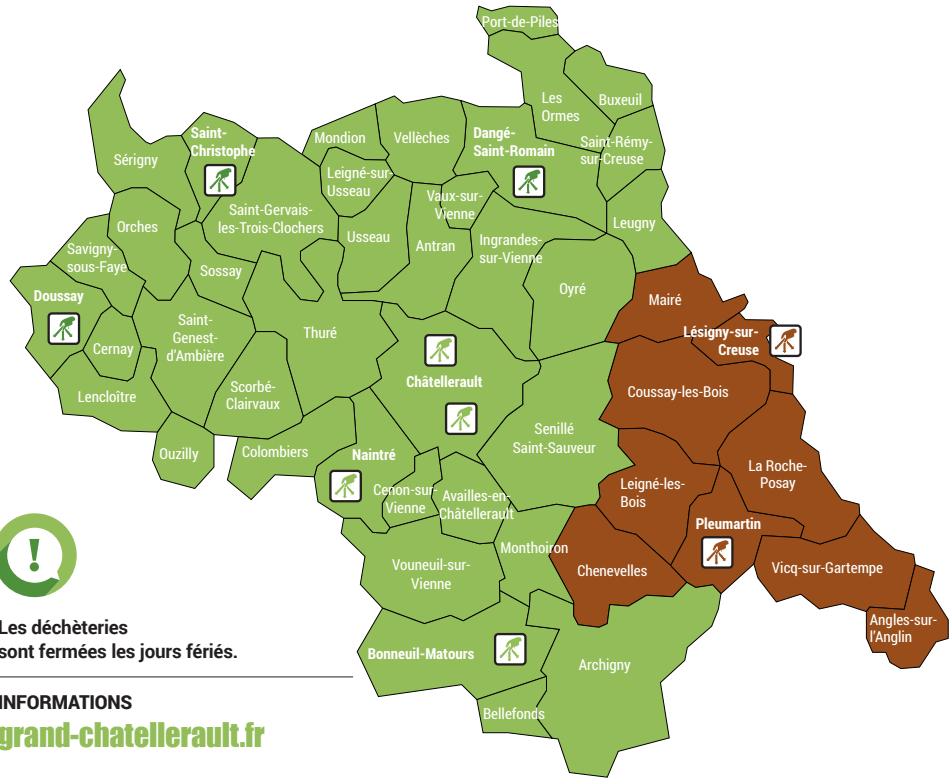 Port-de-Piles
Les
Ormes
Buxeuil
Saint-
Christophe
Mondion
Vellèches
Dangé-
Saint-Romain
Saint-Rémy-
sur-Creuse
Sérigny
Leigné-sur-
Usseau
Vaux-sur-
Vienne
Saint-Gervais-
les-Trois-Clochers
Leugny
Orches
Usseau
Antran
Ingrandes-
sur-Vienne
Savigny-
sous-Faye
Sossay
Oyré
Mairé
Doussay
Saint-
Genest-
d'Ambière
Thuré
Lésigny-sur-
Creuse
Cernay
Châtellerault
Scorbé-
Clairvaux
Coussay-les-Bois
Lencloître
Senillé
Saint-Sauveur
Ouzilly
Colombiers
Naintré
La Roche-
Posay
Cenon-sur-
Vienne
Availles-en-
Châtellerault
Leigné-les-
Bois
Pleumartin
Monthoiron
Vouneuil-sur-
Vienne
Chenevelles
Vicq-sur-Gartempe
Angles-sur-
l'Anglin
Bonneuil-Matours
Archigny
Bellefonds
!
Les déchèteries
sont fermées les jours fériés.
INFORMATIONS
grand-chatellerault.fr